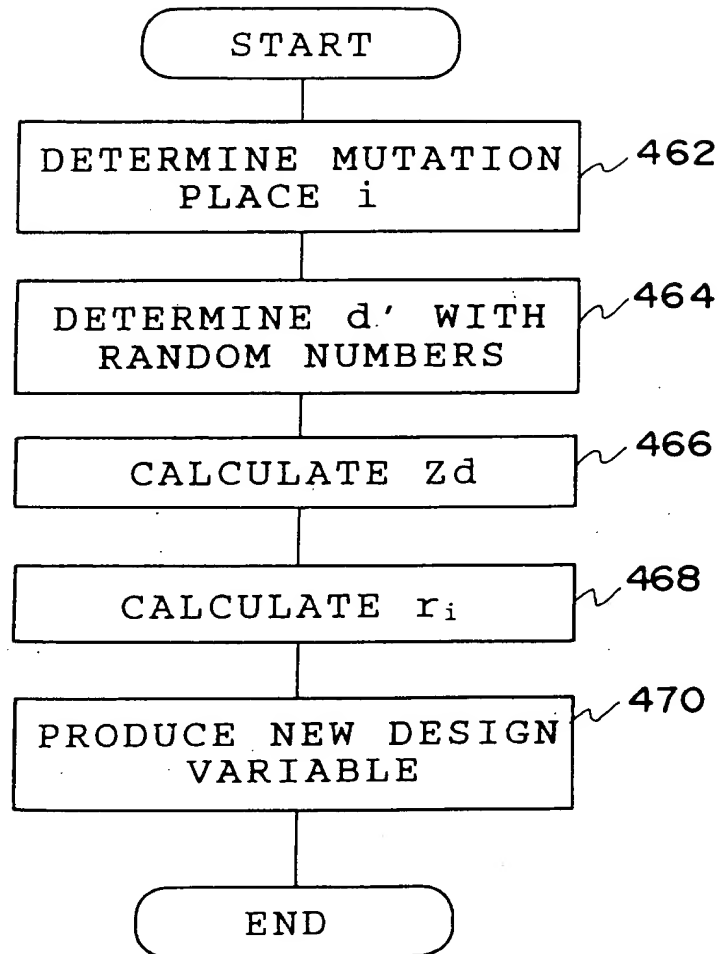 START
DETERMINE MUTATION
PLACE i
462
DETERMINE d' WITH
RANDOM NUMBERS
464
CALCULATE Zd
466
CALCULATE ri
468
PRODUCE NEW DESIGN
VARIABLE
470
END